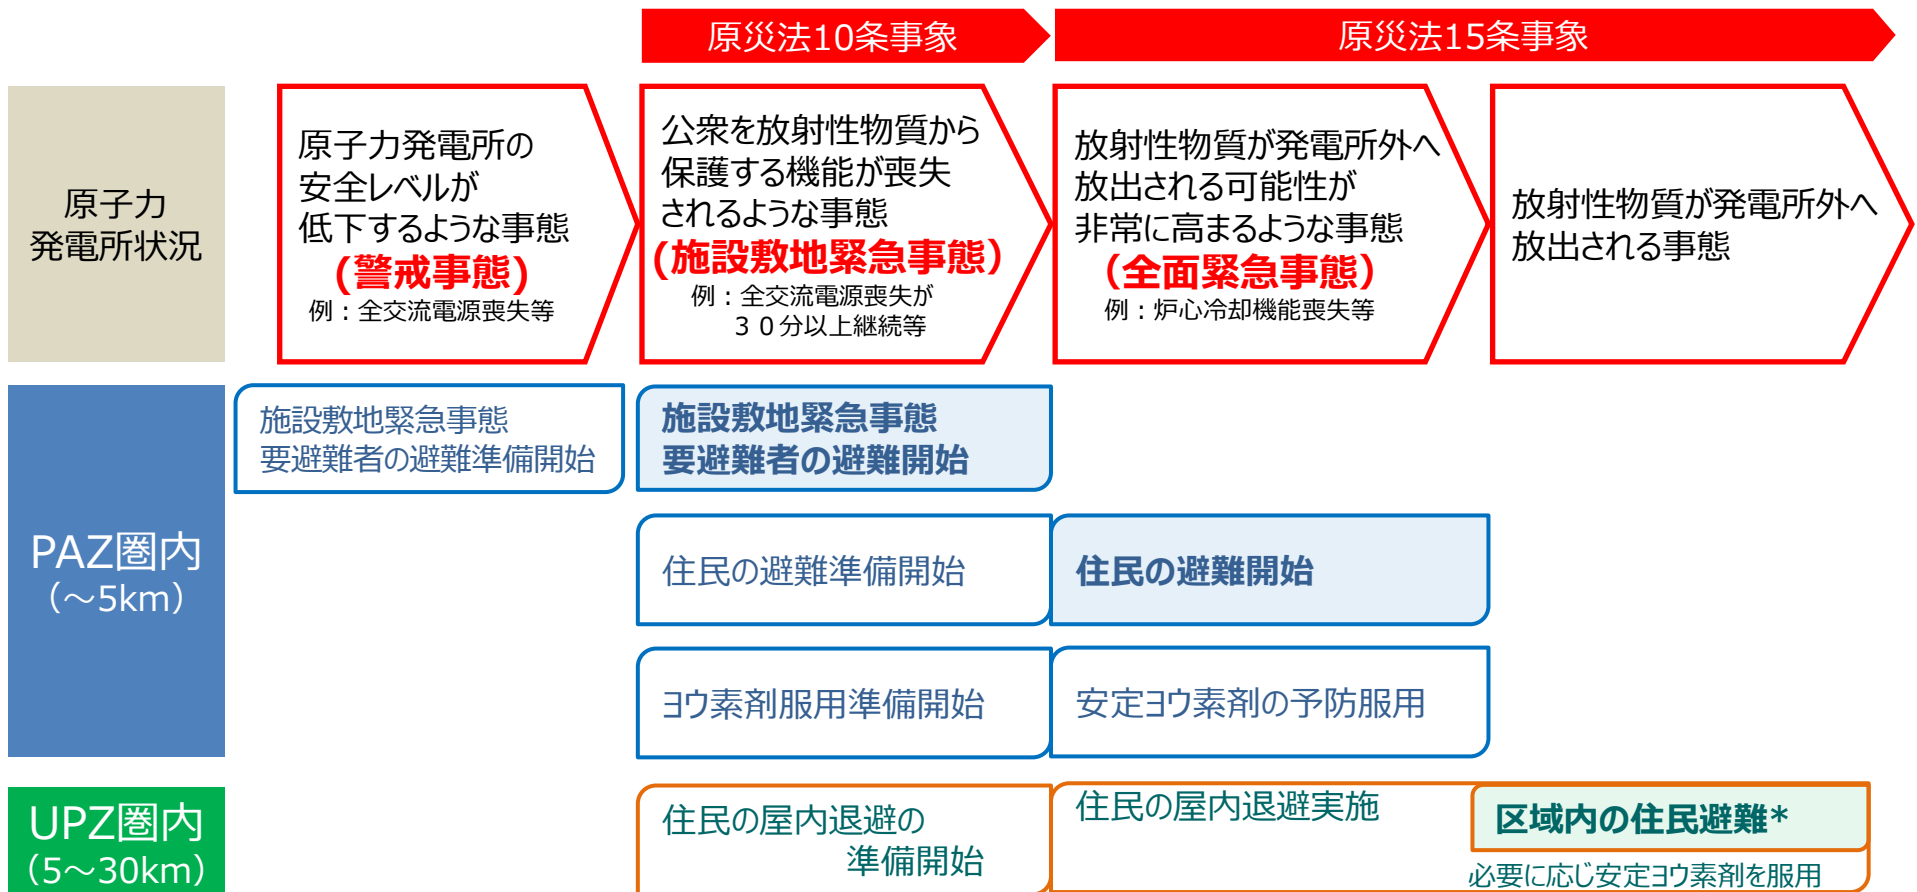 原災法10条事象
原災法15条事象
原子力
発電所状況
原子力発電所の
安全レベルが
低下するような事態
(警戒事態)
例：全交流電源喪失等
公衆を放射性物質から
保護する機能が喪失
されるような事態
(施設敷地緊急事態）
例：全交流電源喪失が
３０分以上継続等
放射性物質が発電所外へ
放出される可能性が
非常に高まるような事態
（全面緊急事態）
例：炉心冷却機能喪失等
放射性物質が発電所外へ
放出される事態
PAZ圏内
（～5km）
施設敷地緊急事態
要避難者の避難準備開始
施設敷地緊急事態
要避難者の避難開始
住民の避難準備開始
住民の避難開始
ヨウ素剤服用準備開始
安定ヨウ素剤の予防服用
UPZ圏内
（5～30km）
住民の屋内退避の
準備開始
住民の屋内退避実施
区域内の住民避難*
必要に応じ安定ヨウ素剤を服用